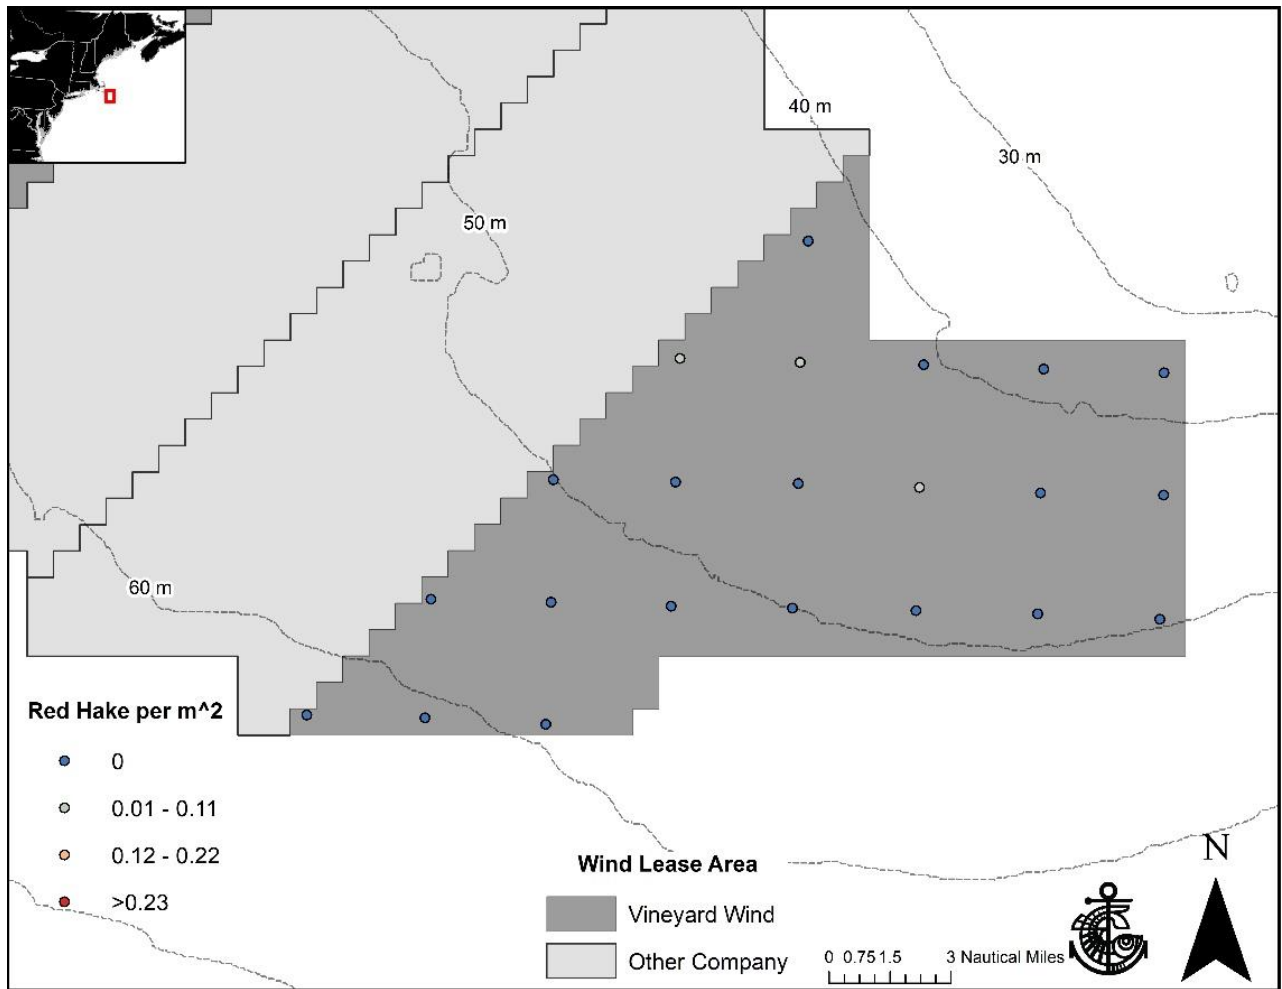 40 m
30 m
50 m
60 m
Red Hake per m^2
0
0.01 - 0.11
0.12 - 0.22
>0.23
Wind Lease Area
Vineyard Wind
Other Company
0 0.75 1.5 3 Nautical Miles
N